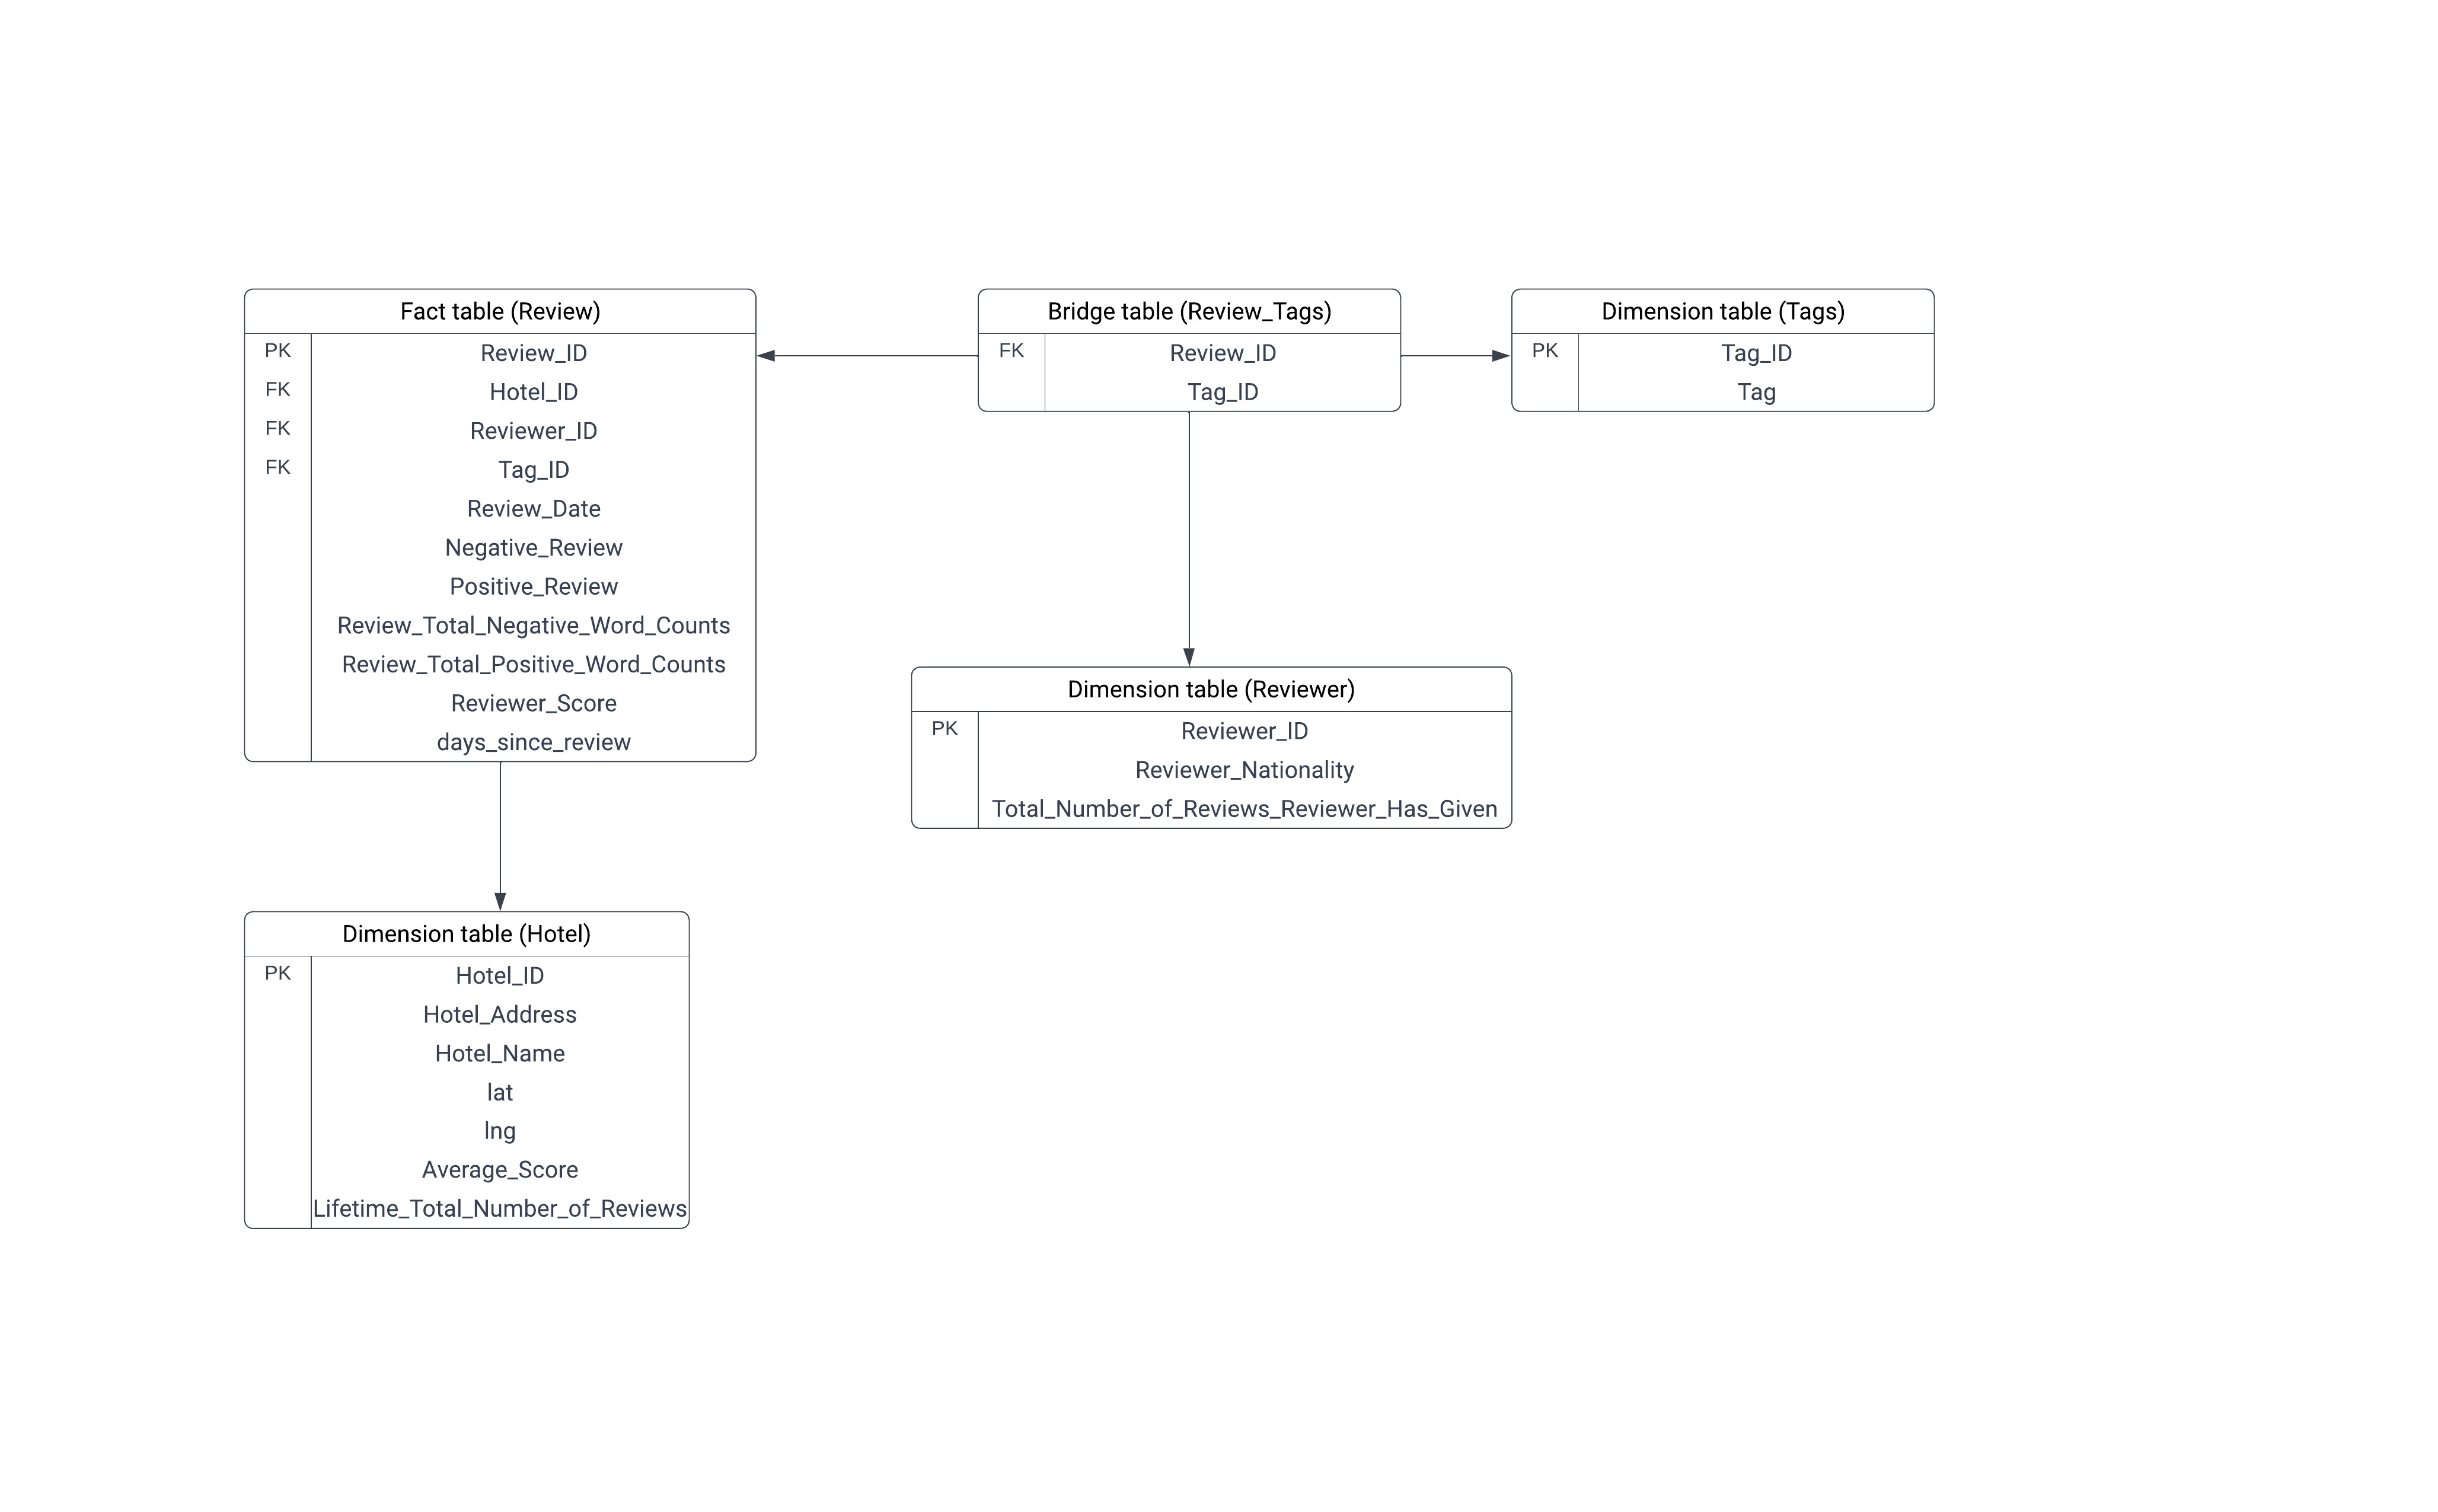 Fact table (Review)
PK Review_ID
FK Hotel_ID
FK Reviewer_ID
FK Tag_ID
Review_Date
Negative_Review
Positive_Review
Review_Total_Negative_Word_Counts
Review_Total_Positive_Word_Counts
Reviewer_Score
days_since_review
Bridge table (Review_Tags)
FK Review_ID
Tag_ID
Dimension table (Tags)
PK Tag_ID
Tag
Dimension table (Reviewer)
PK Reviewer_ID
Reviewer_Nationality
Total_Number_of_Reviews_Reviewer_Has_Given
Dimension table (Hotel)
PK Hotel_ID
Hotel_Address
Hotel_Name
lat
lng
Average_Score
Lifetime_Total_Number_of_Reviews